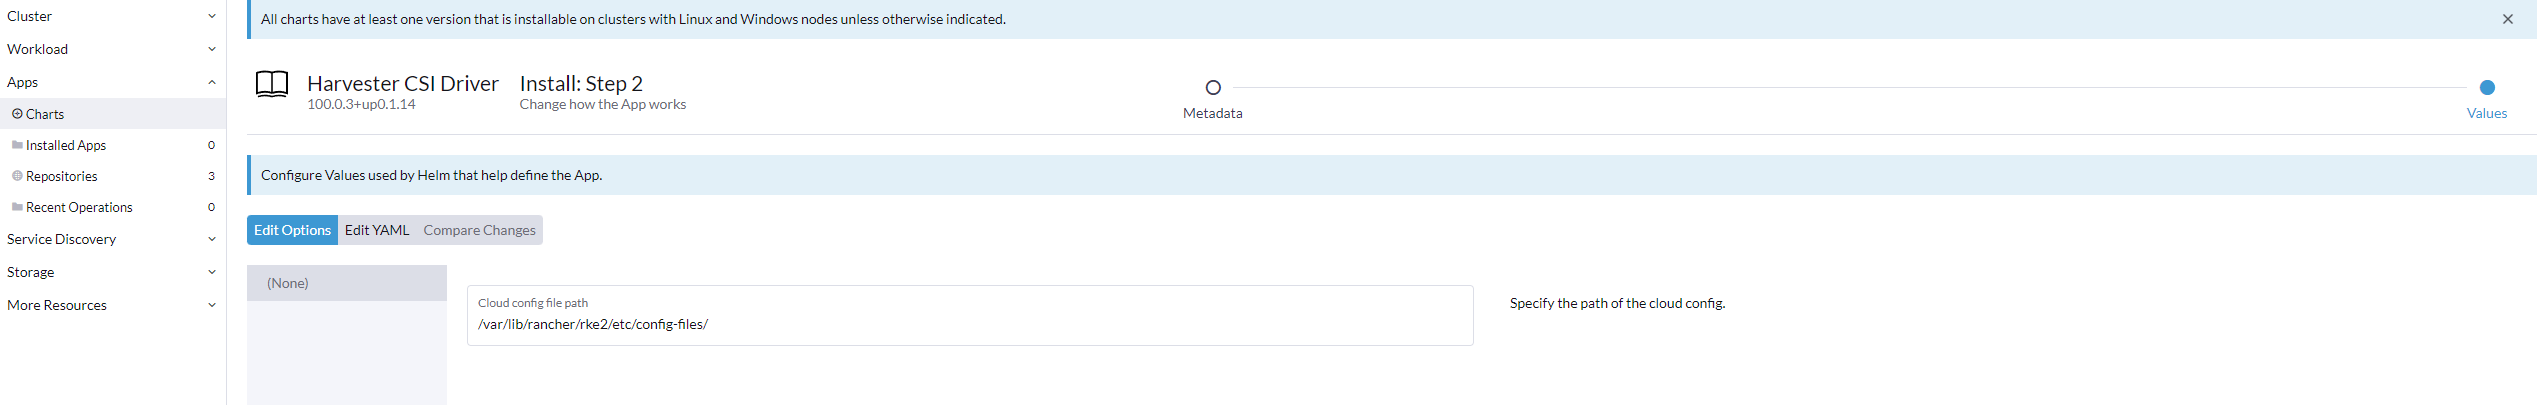 Cluster
Workload
Apps
Charts
Installed Apps 0
Repositories 3
Recent Operations 0
Service Discovery
Storage
More Resources
All charts have at least one version that is installable on clusters with Linux and Windows nodes unless otherwise indicated.
Harvester CSI Driver
100.0.3+up0.1.14
Install: Step 2
Change how the App works
Metadata
Values
Configure Values used by Helm that help define the App.
Edit Options Edit YAML Compare Changes
(None)
Cloud config file path
/var/lib/rancher/rke2/etc/config-files/
Specify the path of the cloud config.